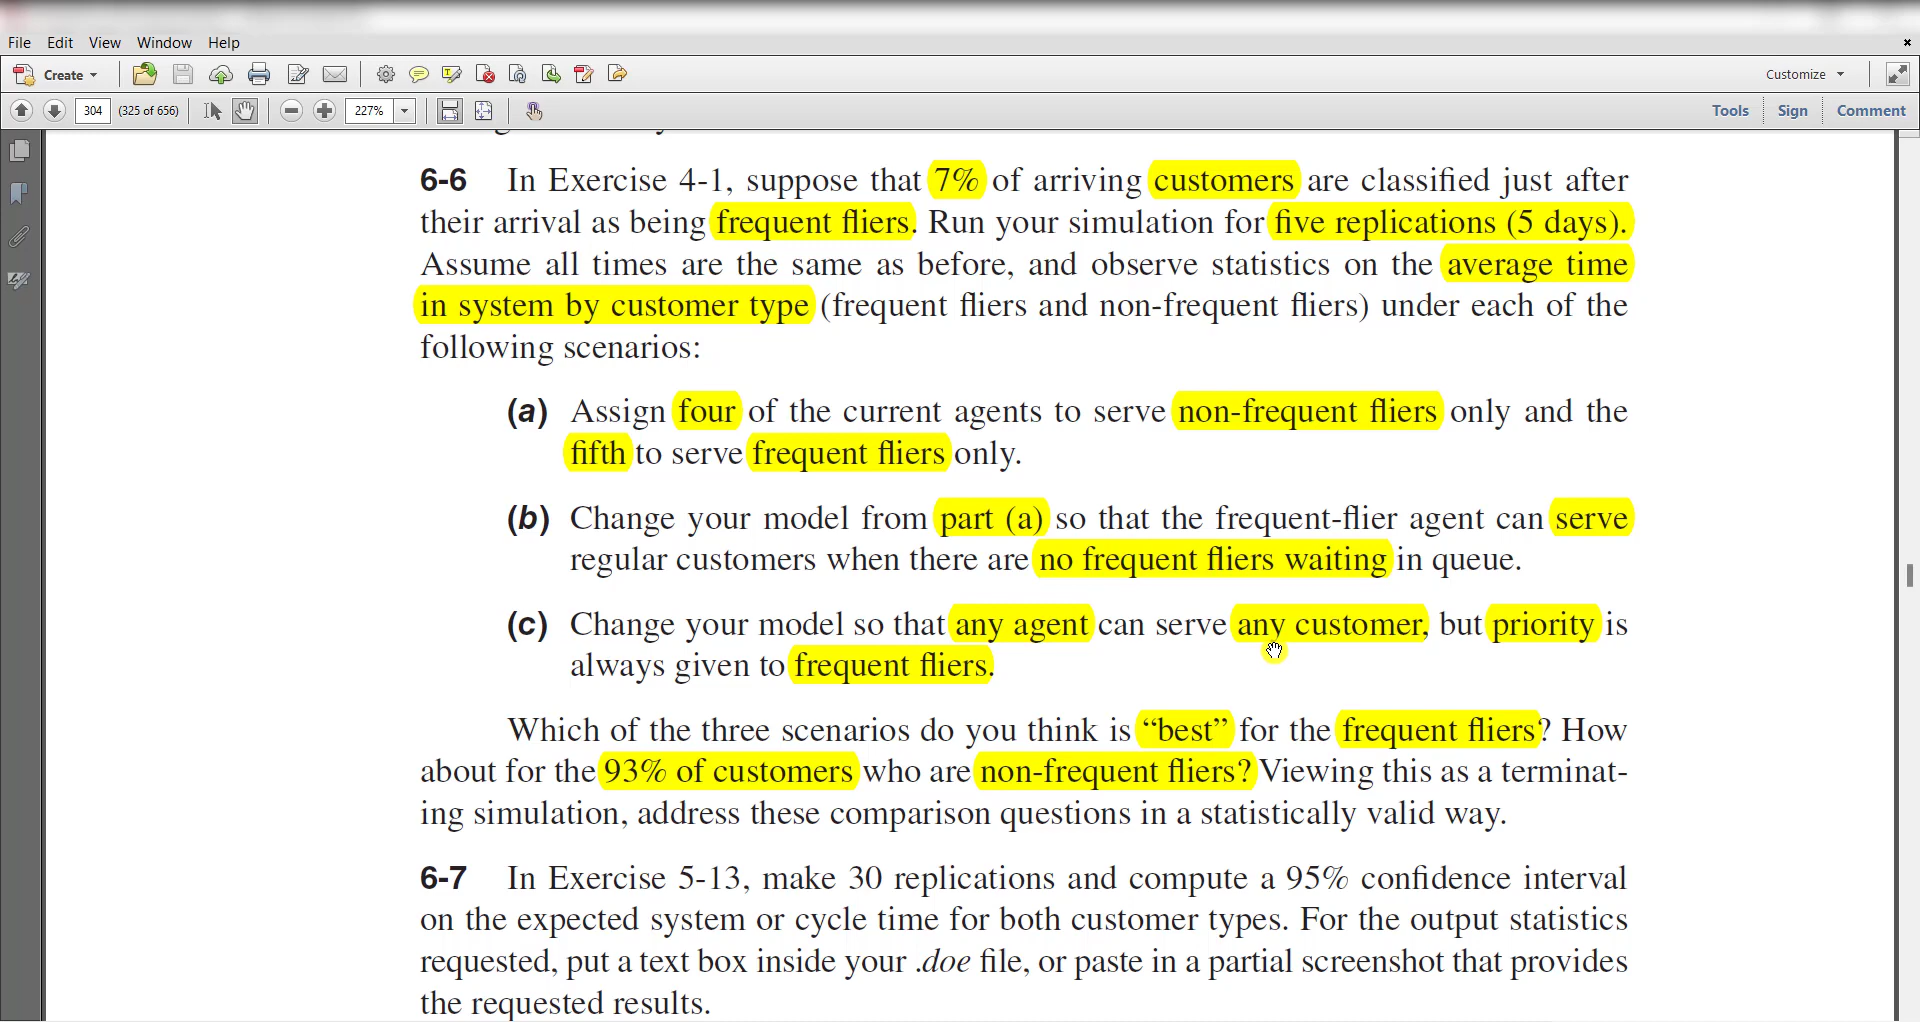 File Edit View Window Help
Create Customize
304 (325 of 656) 227% Tools Sign Comment
6-6 In Exercise 4-1, suppose that 7% of arriving customers are classified just after
their arrival as being frequent fliers. Run your simulation for five replications (5 days).
Assume all times are the same as before, and observe statistics on the average time
in system by customer type (frequent fliers and non-frequent fliers) under each of the
following scenarios:
(a) Assign four of the current agents to serve non-frequent fliers only and the
fifth to serve frequent fliers only.
(b) Change your model from part (a) so that the frequent-flier agent can serve
regular customers when there are no frequent fliers waiting in queue.
(c) Change your model so that any agent can serve any customer, but priority is
always given to frequent fliers.
Which of the three scenarios do you think is “best” for the frequent fliers? How
about for the 93% of customers who are non-frequent fliers? Viewing this as a terminat-
ing simulation, address these comparison questions in a statistically valid way.
6-7 In Exercise 5-13, make 30 replications and compute a 95% confidence interval
on the expected system or cycle time for both customer types. For the output statistics
requested, put a text box inside your .doe file, or paste in a partial screenshot that provides
the requested results.